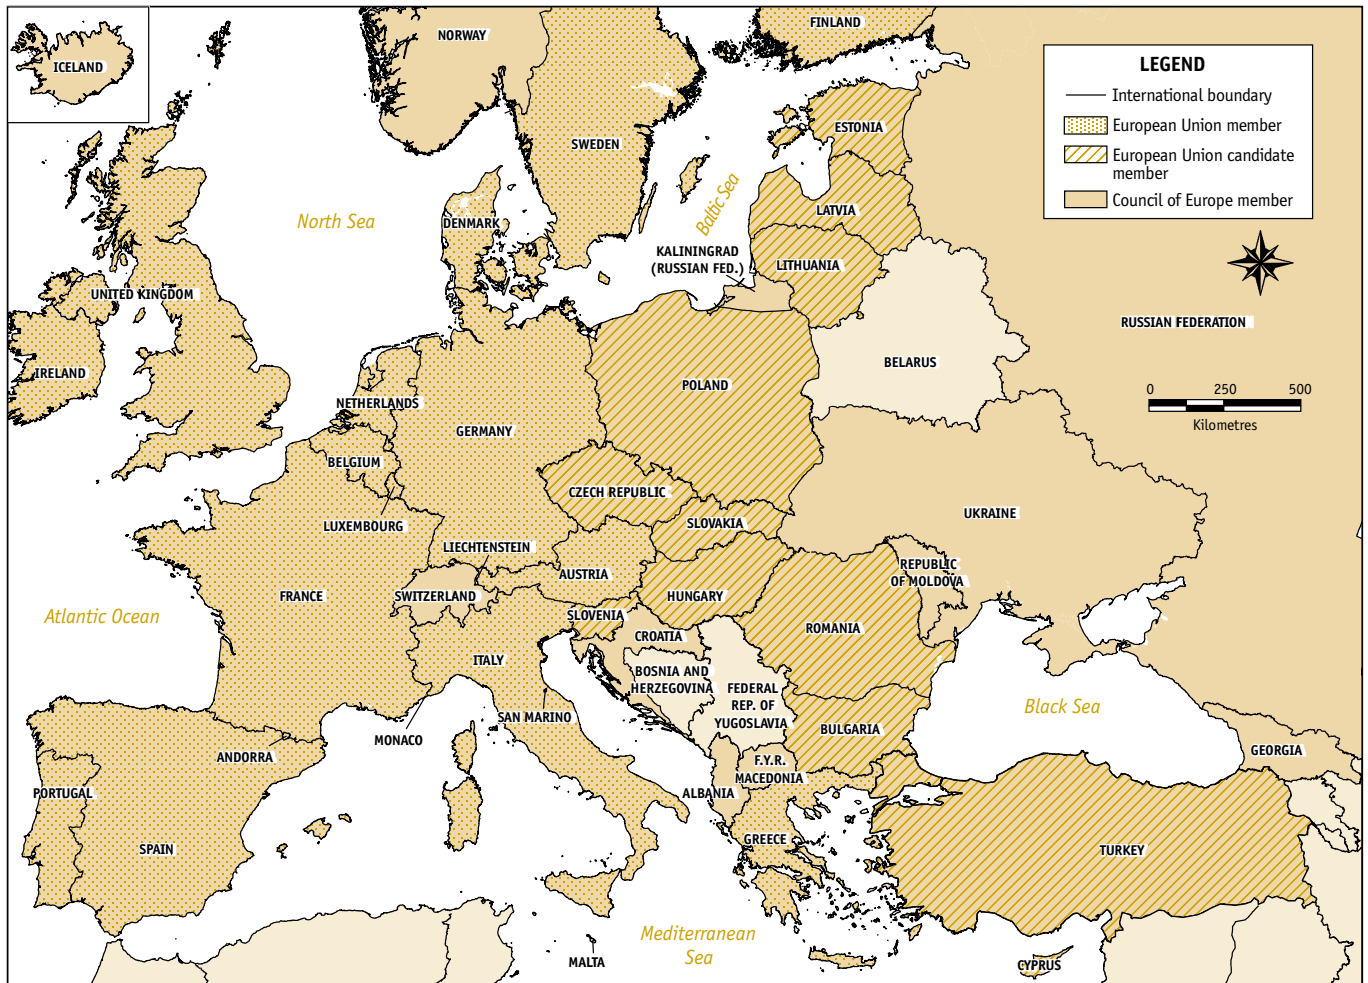 ICELAND
NORWAY
FINLAND
SWEDEN
ESTONIA
LATVIA
LITHUANIA
Baltic Sea
KALININGRAD
(RUSSIAN FED.)
North Sea
DENMARK
UNITED KINGDOM
IRELAND
NETHERLANDS
BELGIUM
LUXEMBOURG
GERMANY
POLAND
BELARUS
RUSSIAN FEDERATION
LEGEND
International boundary
European Union member
European Union candidate
member
Council of Europe member
0 250 500
Kilometres
CZECH REPUBLIC
SLOVAKIA
UKRAINE
LIECHTENSTEIN
AUSTRIA
SWITZERLAND
FRANCE
HUNGARY
REPUBLIC
OF MOLDOVA
Atlantic Ocean
SLOVENIA
CROATIA
ROMANIA
ITALY
BOSNIA AND
HERZEGOVINA
FEDERAL
REP. OF
YUGOSLAVIA
SAN MARINO
MONACO
ANDORRA
BULGARIA
Black Sea
GEORGIA
F.Y.R.
MACEDONIA
ALBANIA
PORTUGAL
SPAIN
GREECE
TURKEY
Mediterranean
Sea
MALTA
CYPRUS